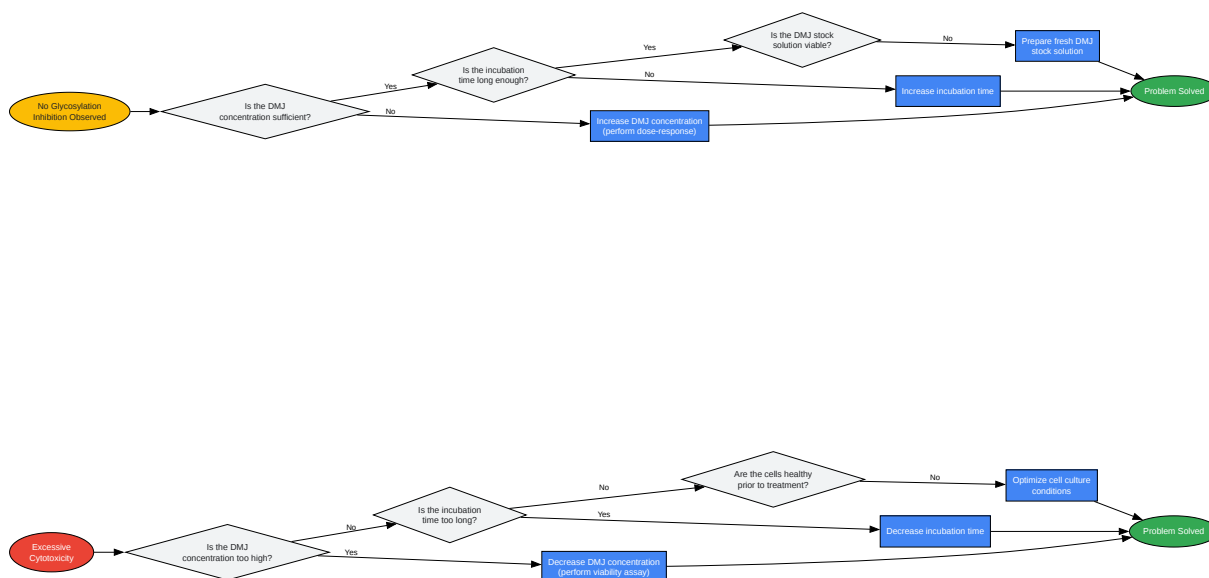 Is the DMJ stock
solution viable?
No
Prepare fresh DMJ
stock solution
Yes
Is the incubation
time long enough?
No
Yes
Increase incubation time
Problem Solved
No Glycosylation
Inhibition Observed
Is the DMJ
concentration sufficient?
No
Increase DMJ concentration
(perform dose-response)
Are the cells healthy
prior to treatment?
No
Optimize cell culture
conditions
No
Is the incubation
time too long?
Yes
No
Decrease incubation time
Problem Solved
Excessive
Cytotoxicity
Is the DMJ
concentration too high?
Yes
Decrease DMJ concentration
(perform viability assay)